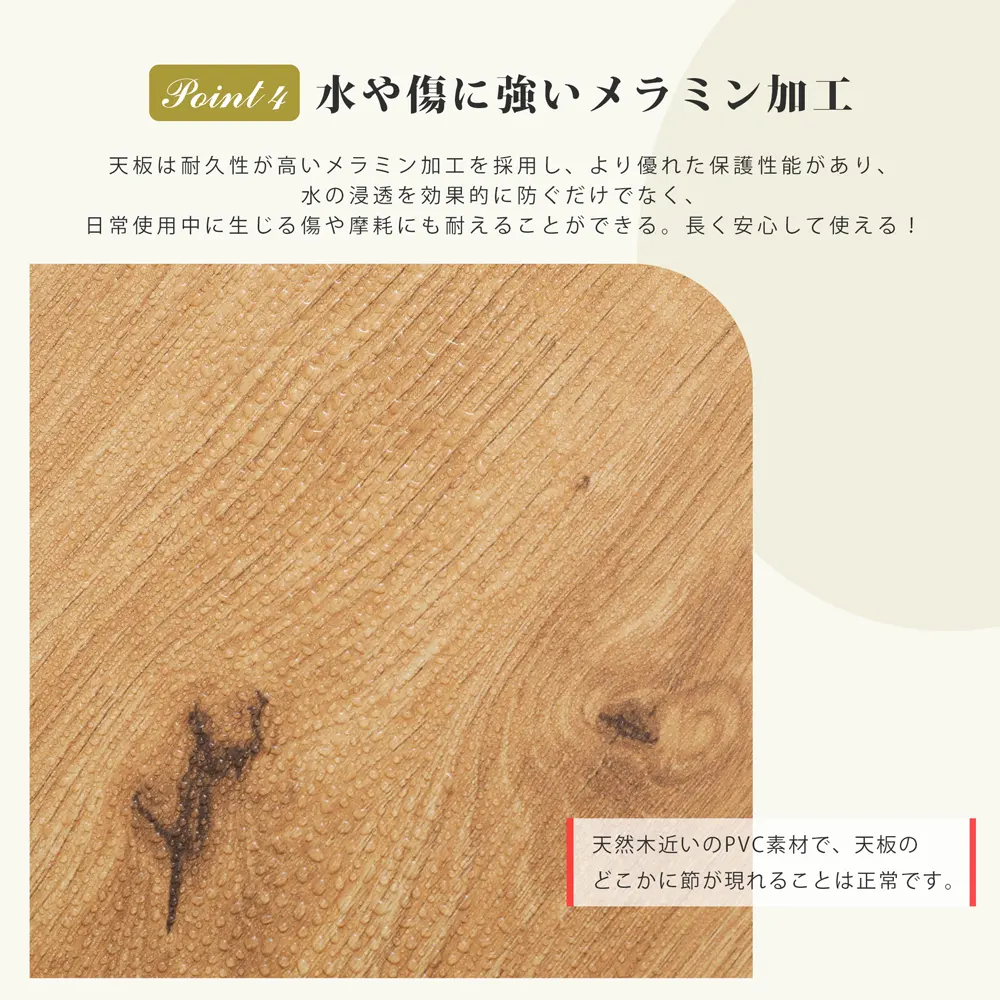 Point 4 水や傷に強いメラミン加工
天板は耐久性が高いメラミン加工を採用し、より優れた保護性能があり、
水の浸透を効果的に防ぐだけでなく、
日常使用中に生じる傷や摩耗にも耐えることができる。長く安心して使える！
天然木近いのPVC素材で、天板の
どこかに節が現れることは正常です。